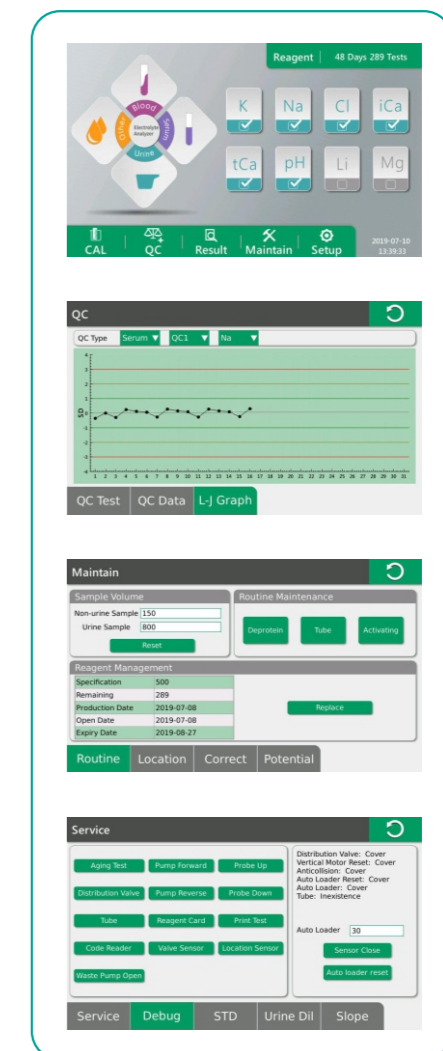 Reagent 48 Days 289 Tests
Blood
Other
Electrolyte
Analyzer
Serum
Urine
K Na Cl iCa
tCa pH Li Mg
CAL QC Result Maintain Setup
2019-07-10
13:39:33
QC
QC Type Serum QC1 Na
SD
4
3
2
1
0
-1
-2
-3
-4
1 2 3 4 5 6 7 8 9 10 11 12 13 14 15 16 17 18 19 20 21 22 23 24 25 26 27 28 29 30 31
QC Test QC Data L-J Graph
Maintain
Sample Volume
Non-urine Sample 150
Urine Sample 800
Reset
Routine Maintenance
Deprotein Tube Activating
Reagent Management
Specification 500
Remaining 289
Production Date 2019-07-08
Open Date 2019-07-08
Expiry Date 2019-08-27
Replace
Routine Location Correct Potential
Service
Aging Test Pump Forward Probe Up
Distribution Valve Pump Reverse Probe Down
Tube Reagent Card Print Test
Code Reader Valve Sensor Location Sensor
Waste Pump Open
Distribution Valve: Cover
Vertical Motor Reset: Cover
Anticollision: Cover
Auto Loader Reset: Cover
Auto Loader: Cover
Tube: Inexistence
Auto Loader 30
Sensor Close
Auto loader reset
Service Debug STD Urine Dil Slope